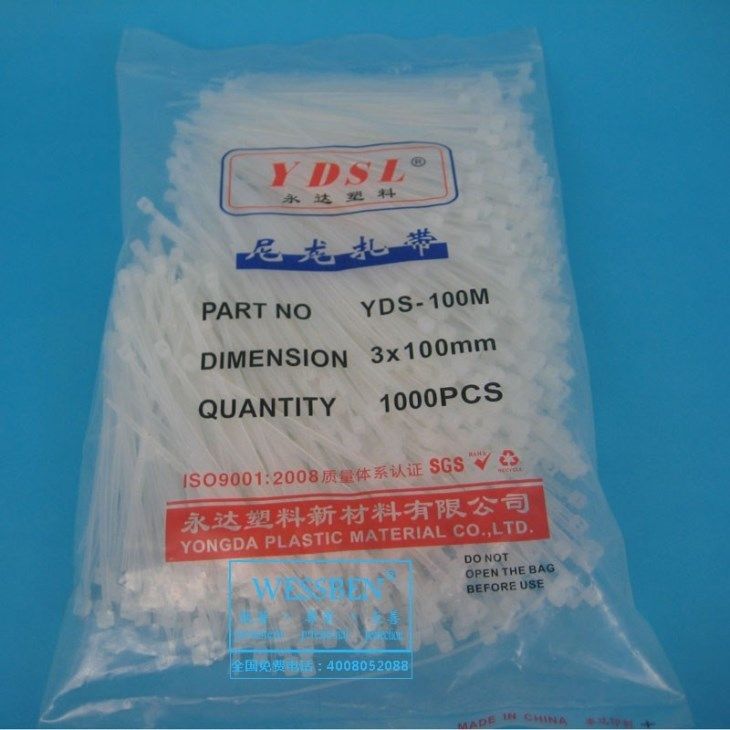 YDSL®
永达塑料
尼龙扎带
PART NO YDS-100M
DIMENSION 3x100mm
QUANTITY 1000PCS
ISO9001:2008质量体系认证 SGS RoHS RECYCLE
永达塑料新材料有限公司
YONGDA PLASTIC MATERIAL CO.,LTD.
DO NOT
OPEN THE BAG
BEFORE USE
WESSBEN®
全国免费电话:4008052088
MADE IN CHINA